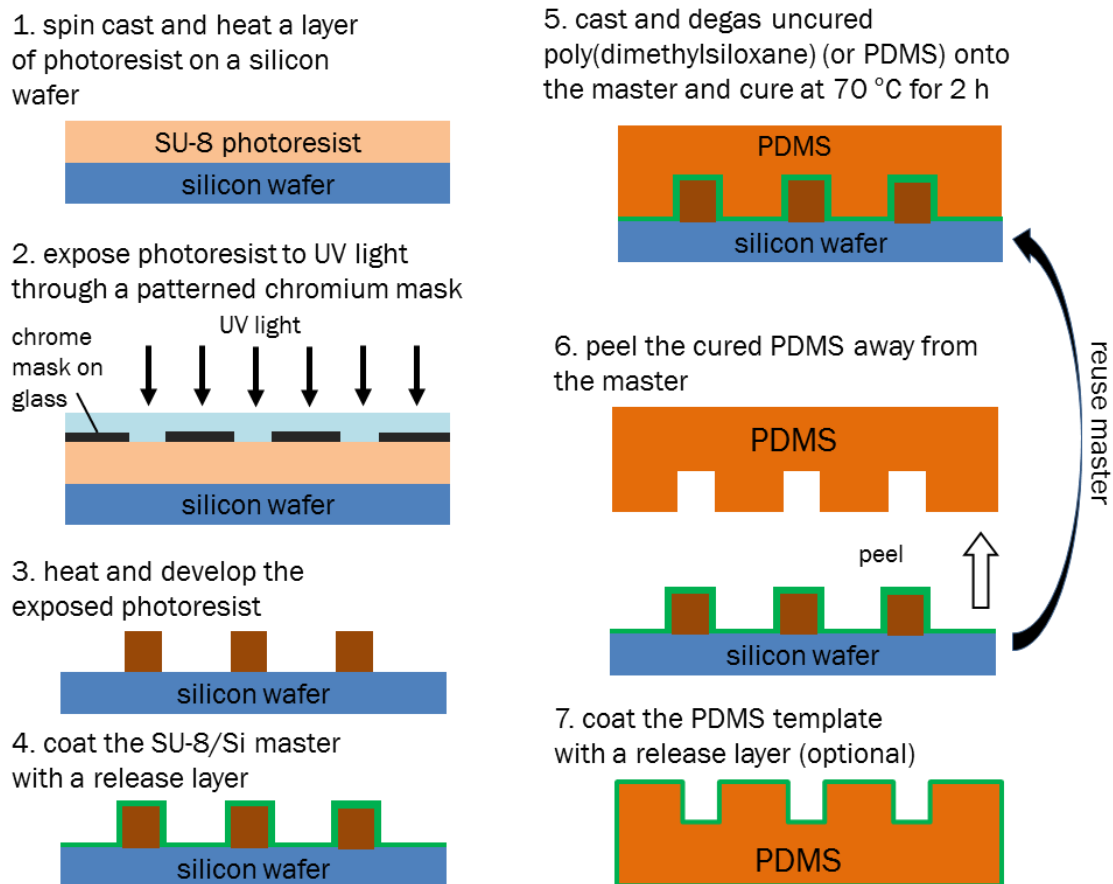 1. spin cast and heat a layer
of photoresist on a silicon
wafer
SU-8 photoresist
silicon wafer
2. expose photoresist to UV light
through a patterned chromium mask
UV light
chrome
mask on
glass
silicon wafer
3. heat and develop the
exposed photoresist
silicon wafer
4. coat the SU-8/Si master
with a release layer
silicon wafer
5. cast and degas uncured
poly(dimethylsiloxane) (or PDMS) onto
the master and cure at 70 °C for 2 h
PDMS
silicon wafer
6. peel the cured PDMS away from
the master
PDMS
peel
silicon wafer
reuse master
7. coat the PDMS template
with a release layer (optional)
PDMS